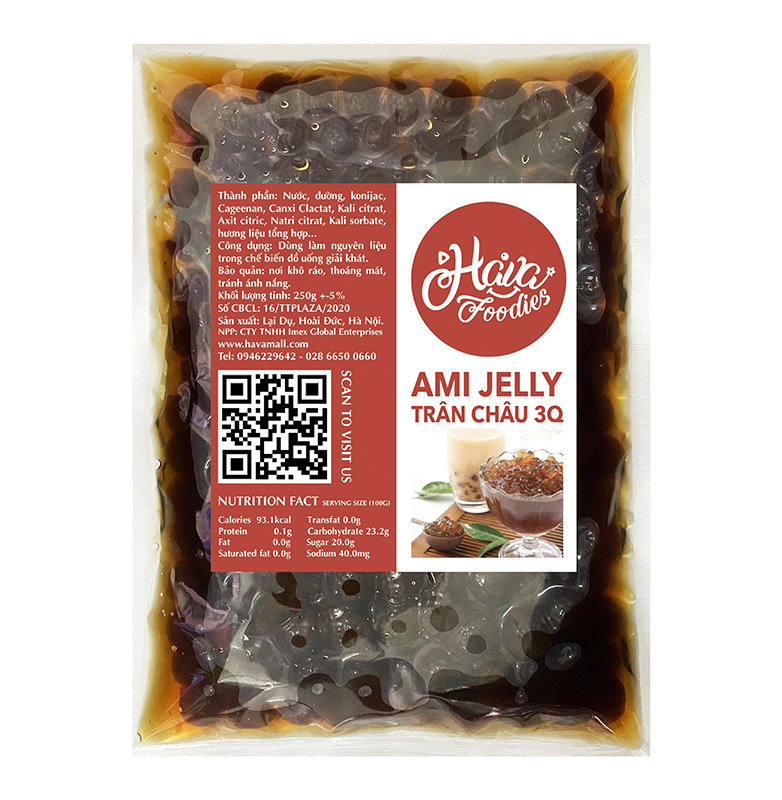 Thành phần: Nước, đường, konijac,
Cageenan, Canxi Clactat, Kali citrat,
Axit citric, Natri citrat, Kali sorbate,
hương liệu tổng hợp...
Công dụng: Dùng làm nguyên liệu
trong chế biến đồ uống giải khát.
Bảo quản: nơi khô ráo, thoáng mát,
tránh ánh nắng.
Khối lượng tinh: 250g +-5%
Số CBCL: 16/TTPLAZA/2020
Sản xuất: Lại Dụ, Hoài Đức, Hà Nội.
NPP: CTY TNHH Imex Global Enterprises
www.havamall.com
Tel: 0946229642 - 028 6650 0660
SCAN TO VISIT US
NUTRITION FACT SERVING SIZE (100G)
Calories 93.1kcal Transfat 0.0g
Protein 0.1g Carbohydrate 23.2g
Fat 0.0g Sugar 20.0g
Saturated fat 0.0g Sodium 40.0mg
Hava
Foodies
AMI JELLY
TRÂN CHÂU 3Q